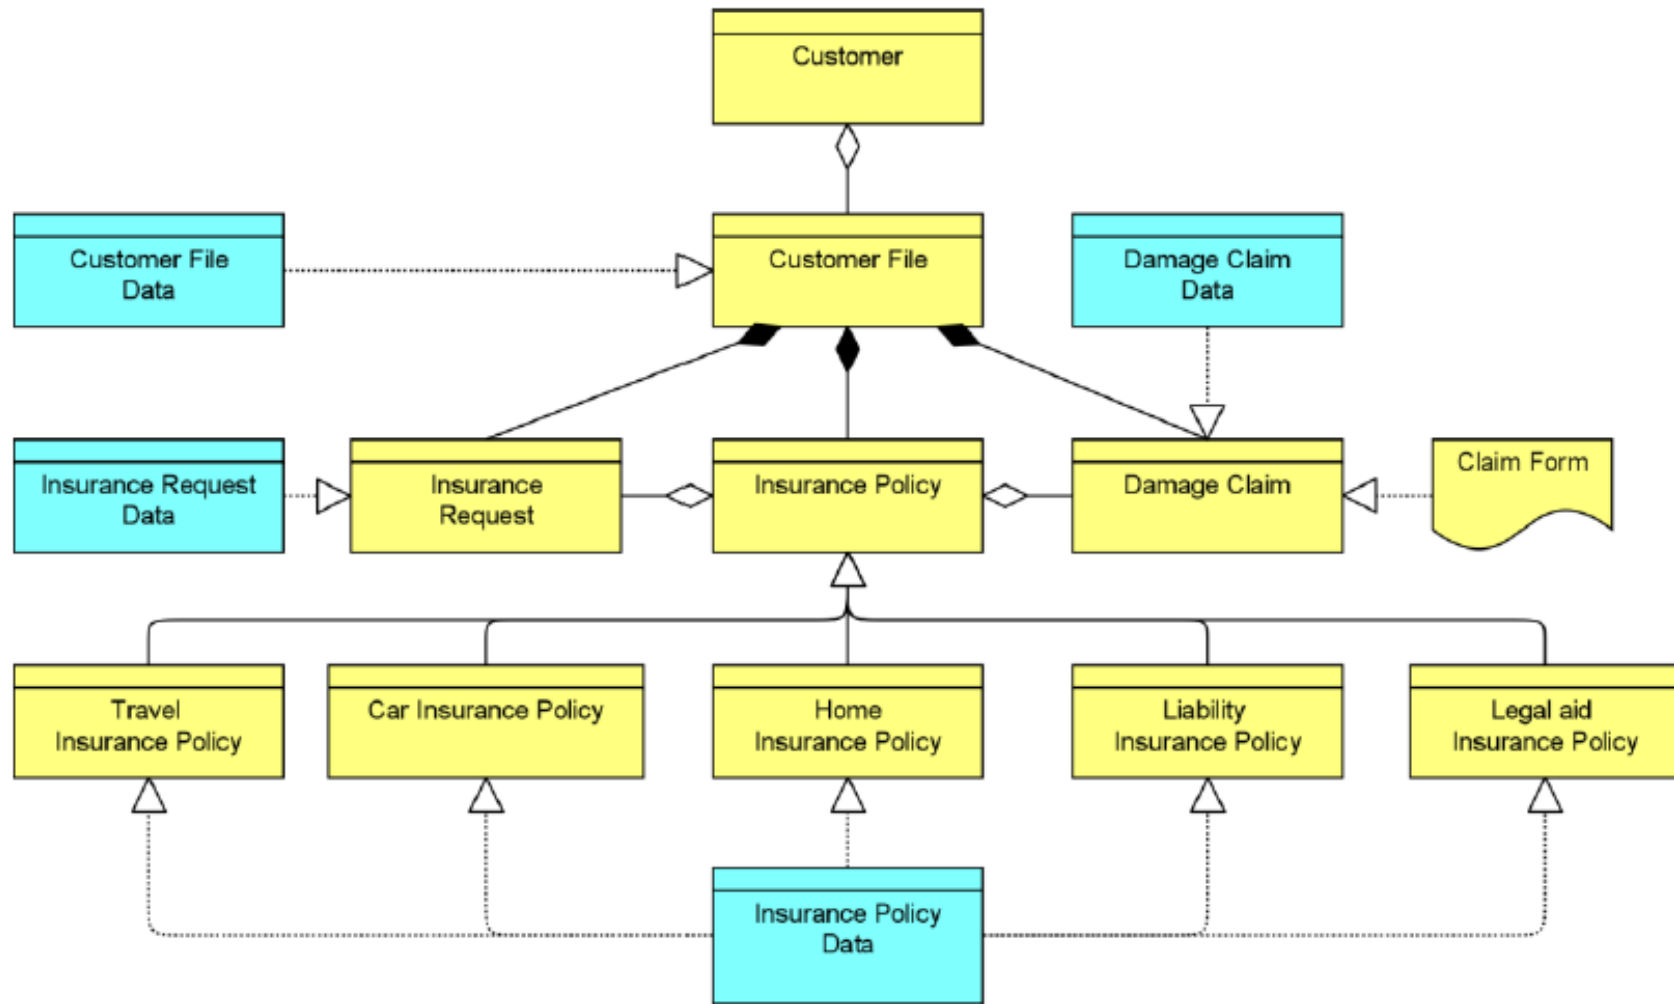 Customer
Customer File
Data
Customer File
Damage Claim
Data
Insurance Request
Data
Insurance
Request
Insurance Policy
Damage Claim
Claim Form
Travel
Insurance Policy
Car Insurance Policy
Home
Insurance Policy
Liability
Insurance Policy
Legal aid
Insurance Policy
Insurance Policy
Data